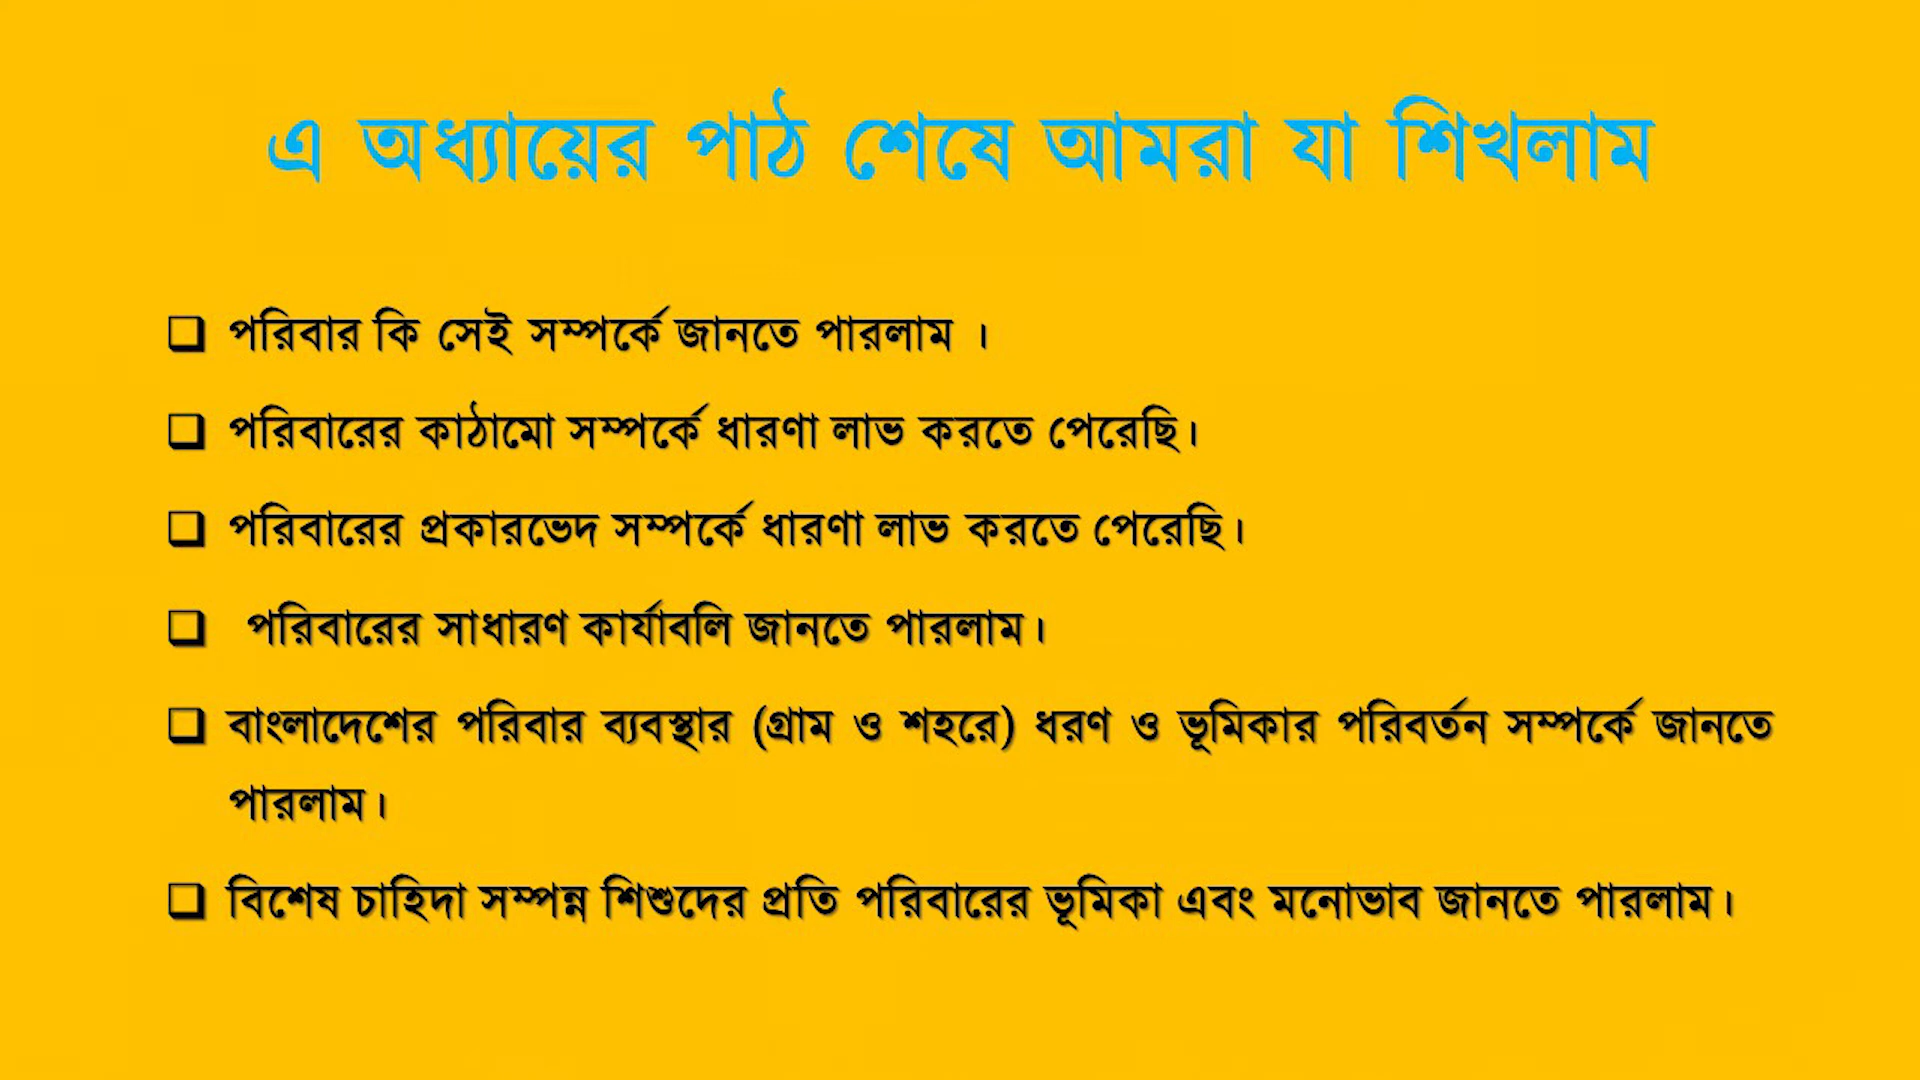 এ অধ্যায়ের পাঠ শেষে আমরা যা শিখলাম
❑ পরিবার কি সেই সম্পর্কে জানতে পারলাম ।
❑ পরিবারের কাঠামো সম্পর্কে ধারণা লাভ করতে পেরেছি।
❑ পরিবারের প্রকারভেদ সম্পর্কে ধারণা লাভ করতে পেরেছি।
❑ পরিবারের সাধারণ কার্যাবলি জানতে পারলাম।
❑ বাংলাদেশের পরিবার ব্যবস্থার (গ্রাম ও শহরে) ধরণ ও ভূমিকার পরিবর্তন সম্পর্কে জানতে
পারলাম।
❑ বিশেষ চাহিদা সম্পন্ন শিশুদের প্রতি পরিবারের ভূমিকা এবং মনোভাব জানতে পারলাম।